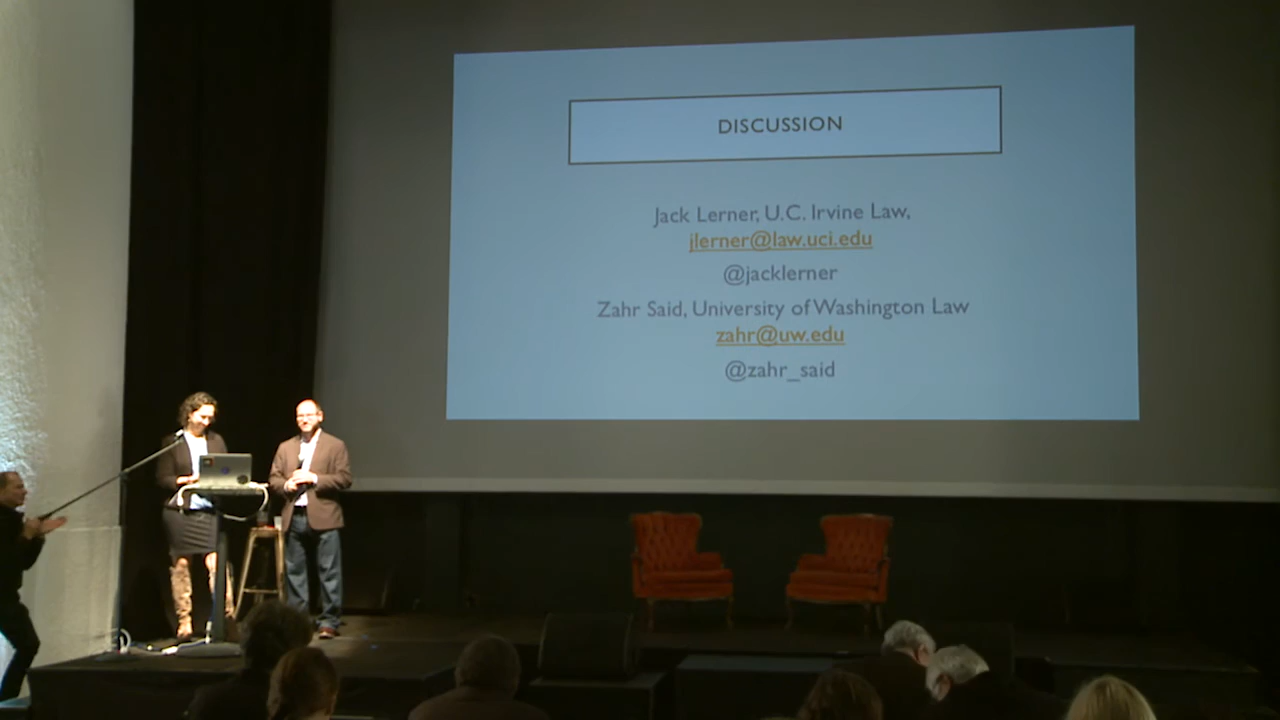 DISCUSSION
Jack Lerner, U.C. Irvine Law,
jlerner@law.uci.edu
@jacklerner
Zahr Said, University of Washington Law
zahr@uw.edu
@zahr_said